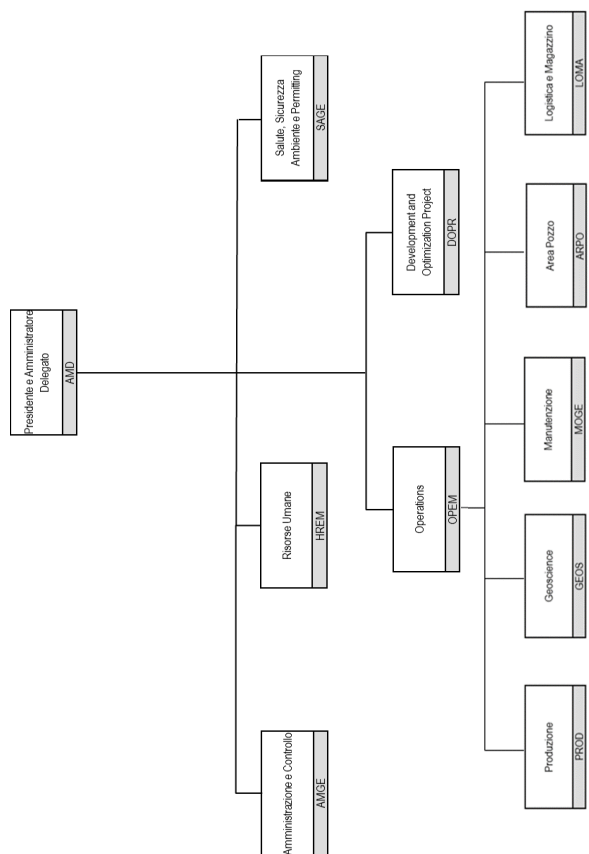 Presidente e Amministratore
Delegato
AMD
Amministrazione e Controllo
AMGE
Risorse Umane
HREM
Salute, Sicurezza
Ambiente e Permitting
SAGE
Operations
OPEM
Development and
Optimization Project
DOPR
Produzione
PROD
Geoscience
GEOS
Manutenzione
MOGE
Area Pozzo
ARPO
Logistica e Magazzino
LOMA